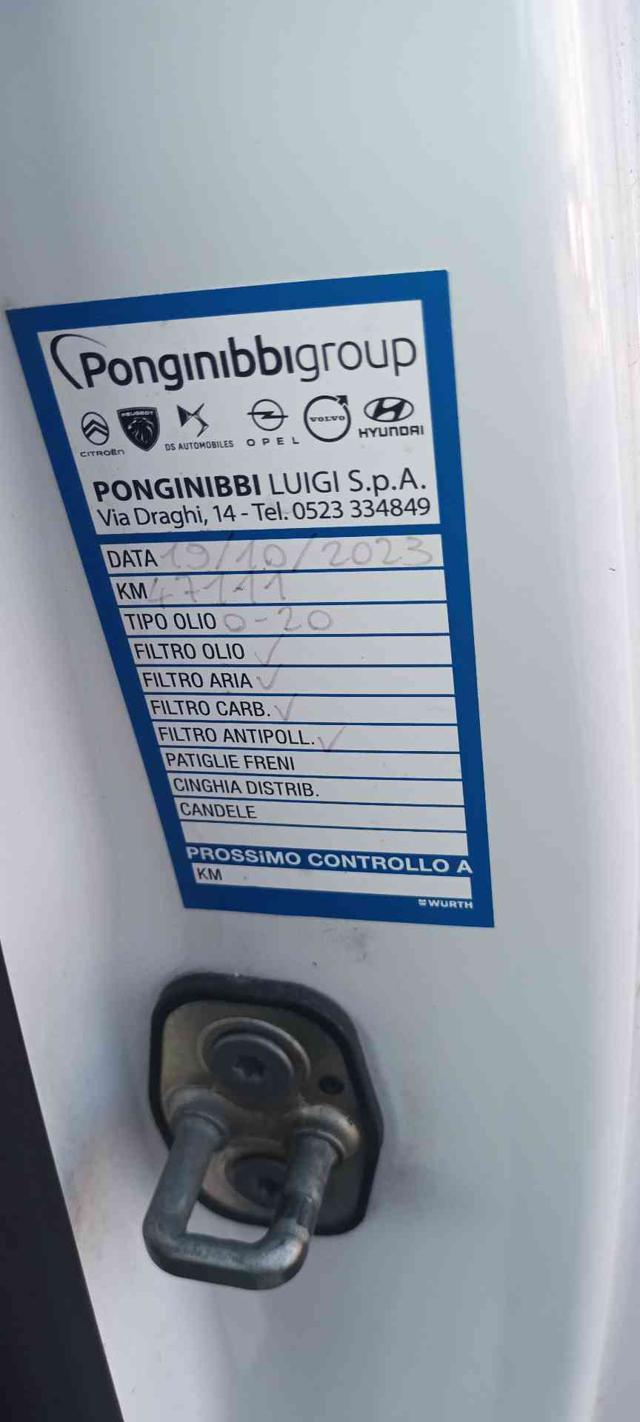 Ponginibbigroup
CITROËN PEUGEOT DS AUTOMOBILES OPEL VOLVO HYUNDAI
PONGINIBBI LUIGI S.p.A.
Via Draghi, 14 - Tel. 0523 334849
DATA 19/10/2023
KM 47111
TIPO OLIO 0-20
FILTRO OLIO ✓
FILTRO ARIA ✓
FILTRO CARB. ✓
FILTRO ANTIPOLL. ✓
PATIGLIE FRENI
CINGHIA DISTRIB.
CANDELE
PROSSiMO CONTROLLO A
KM
WURTH